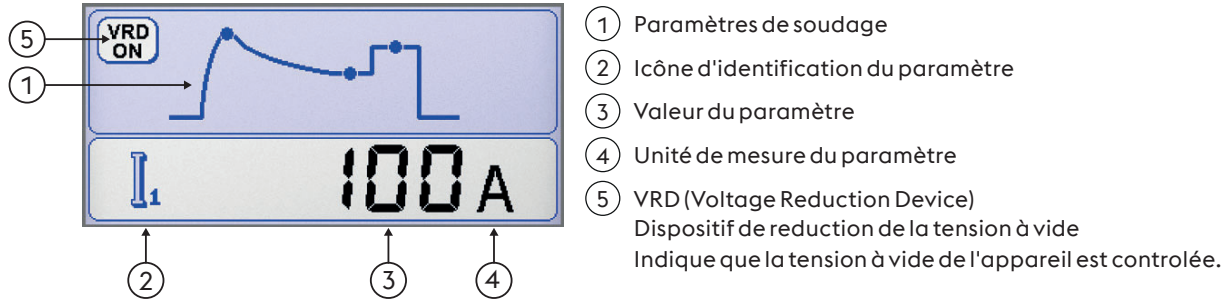 VRD
ON
5
1
I1
100 A
2
3
4
1 Paramètres de soudage
2 Icône d'identification du paramètre
3 Valeur du paramètre
4 Unité de mesure du paramètre
5 VRD (Voltage Reduction Device)
Dispositif de reduction de la tension à vide
Indique que la tension à vide de l'appareil est controlée.